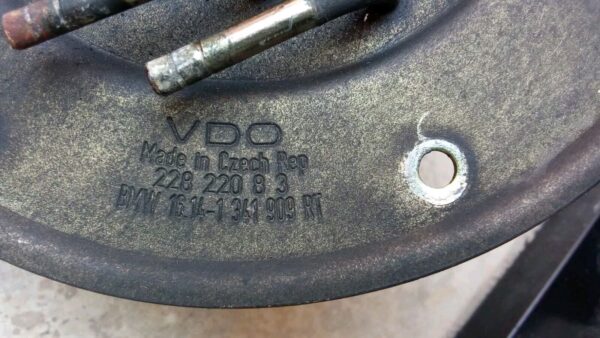 VDO
Made in Czech Rep
228 220 8 3
BMW 16.14-1 341 909 RT